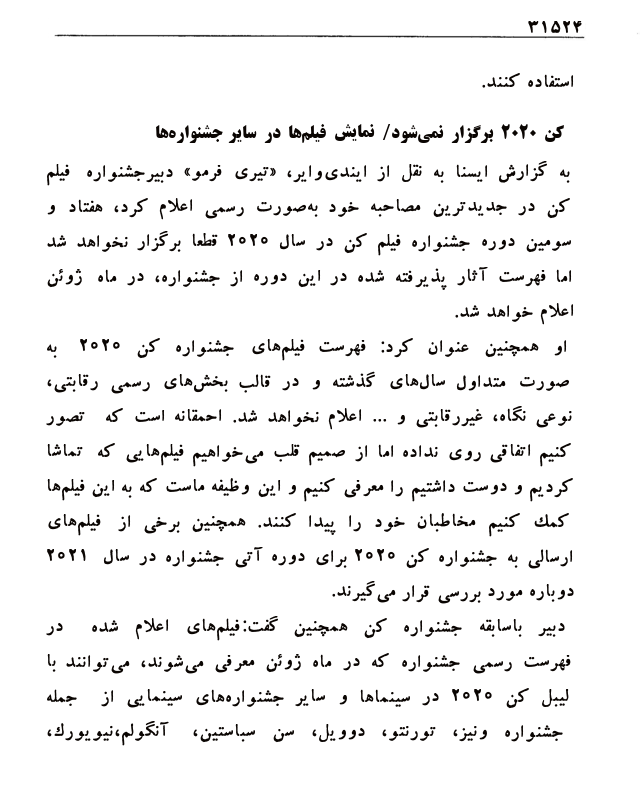 ۳۱۵۲۴
استفاده کنند.
کن ۲۰۲۰ برگزار نمی‌شود/ نمایش فیلم‌ها در سایر جشنواره‌ها
به گزارش ایسنا به نقل از ایندی‌وایر، «تیری فرمو» دبیرجشنواره فیلم
کن در جدیدترین مصاحبه خود به‌صورت رسمی اعلام کرد، هفتاد و
سومین دوره جشنواره فیلم کن در سال ۲۰۲۰ قطعا برگزار نخواهد شد
اما فهرست آثار پذیرفته شده در این دوره از جشنواره، در ماه ژوئن
اعلام خواهد شد.
او همچنین عنوان کرد: فهرست فیلم‌های جشنواره کن ۲۰۲۰ به
صورت متداول سال‌های گذشته و در قالب بخش‌های رسمی رقابتی،
نوعی نگاه، غیررقابتی و ... اعلام نخواهد شد. احمقانه است که تصور
کنیم اتفاقی روی نداده اما از صمیم قلب می‌خواهیم فیلم‌هایی که تماشا
کردیم و دوست داشتیم را معرفی کنیم و این وظیفه ماست که به این فیلم‌ها
کمك کنیم مخاطبان خود را پیدا کنند. همچنین برخی از فیلم‌های
ارسالی به جشنواره کن ۲۰۲۰ برای دوره آتی جشنواره در سال ۲۰۲۱
دوباره مورد بررسی قرار می‌گیرند.
دبیر باسابقه جشنواره کن همچنین گفت:فیلم‌های اعلام شده در
فهرست رسمی جشنواره که در ماه ژوئن معرفی می‌شوند، می‌توانند با
لیبل کن ۲۰۲۰ در سینماها و سایر جشنواره‌های سینمایی از جمله
جشنواره ونیز، تورنتو، دوویل، سن سباستین، آنگولم،نیویورك،